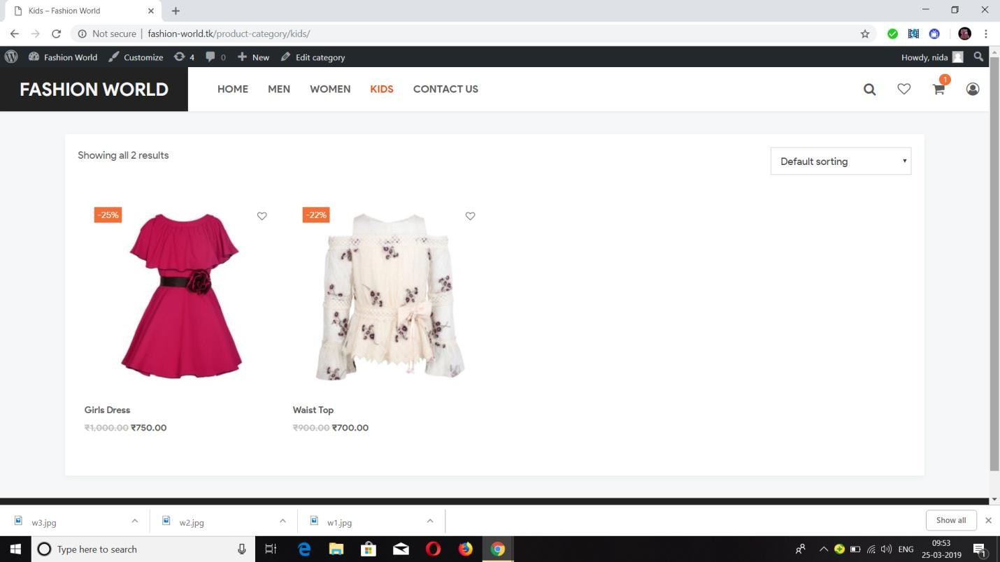 Kids – Fashion World
Not secure | fashion-world.tk/product-category/kids/
Fashion World Customize 4 0 New Edit category Howdy, nida
FASHION WORLD HOME MEN WOMEN KIDS CONTACT US 1
Showing all 2 results Default sorting
-25% -22%
Girls Dress Waist Top
₹1,000.00 ₹750.00 ₹900.00 ₹700.00
w3.jpg w2.jpg w1.jpg Show all
Type here to search ENG 09:53
25-03-2019 1